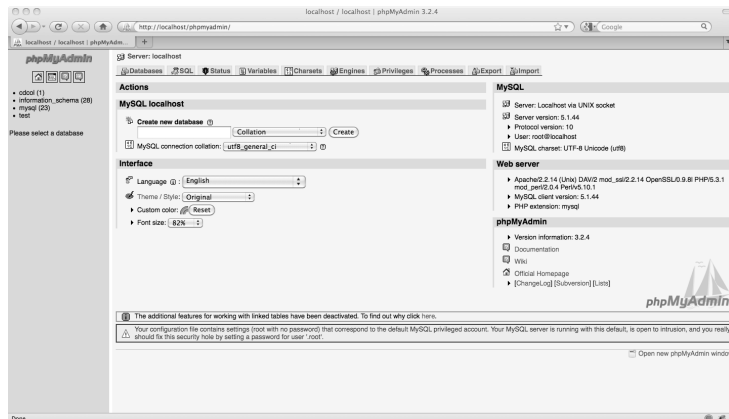 localhost / localhost | phpMyAdmin 3.2.4
http://localhost/phpmyadmin/
Google
localhost / localhost | phpMyAdm...
phpMyAdmin
cdcol (1)
information_schema (28)
mysql (23)
test
Please select a database
Server: localhost
Databases SQL Status Variables Charsets Engines Privileges Processes Export Import
Actions
MySQL localhost
Create new database
Collation Create
MySQL connection collation: utf8_general_ci
Interface
Language : English
Theme / Style: Original
Custom color: Reset
Font size: 82%
MySQL
Server: Localhost via UNIX socket
Server version: 5.1.44
Protocol version: 10
User: root@localhost
MySQL charset: UTF-8 Unicode (utf8)
Web server
Apache/2.2.14 (Unix) DAV/2 mod_ssl/2.2.14 OpenSSL/0.9.8l PHP/5.3.1
mod_perl/2.0.4 Perl/v5.10.1
MySQL client version: 5.1.44
PHP extension: mysql
phpMyAdmin
Version information: 3.2.4
Documentation
Wiki
Official Homepage
[ChangeLog] [Subversion] [Lists]
phpMyAdmin
The additional features for working with linked tables have been deactivated. To find out why click here.
Your configuration file contains settings (root with no password) that correspond to the default MySQL privileged account. Your MySQL server is running with this default, is open to intrusion, and you really
should fix this security hole by setting a password for user 'root'.
Open new phpMyAdmin window
Done